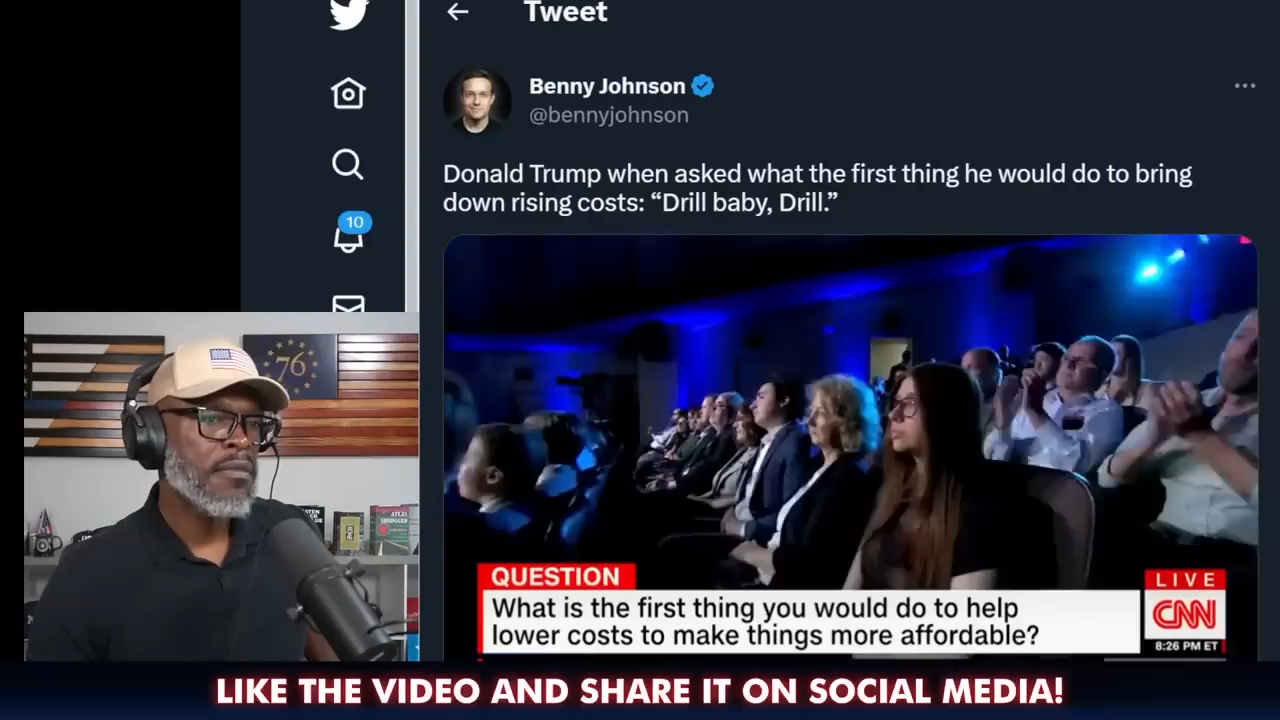 Tweet
Benny Johnson
@bennyjohnson
Donald Trump when asked what the first thing he would do to bring
down rising costs: “Drill baby, Drill.”
10
76
QUESTION
What is the first thing you would do to help
lower costs to make things more affordable?
LIVE
CNN
8:26 PM ET
LIKE THE VIDEO AND SHARE IT ON SOCIAL MEDIA!